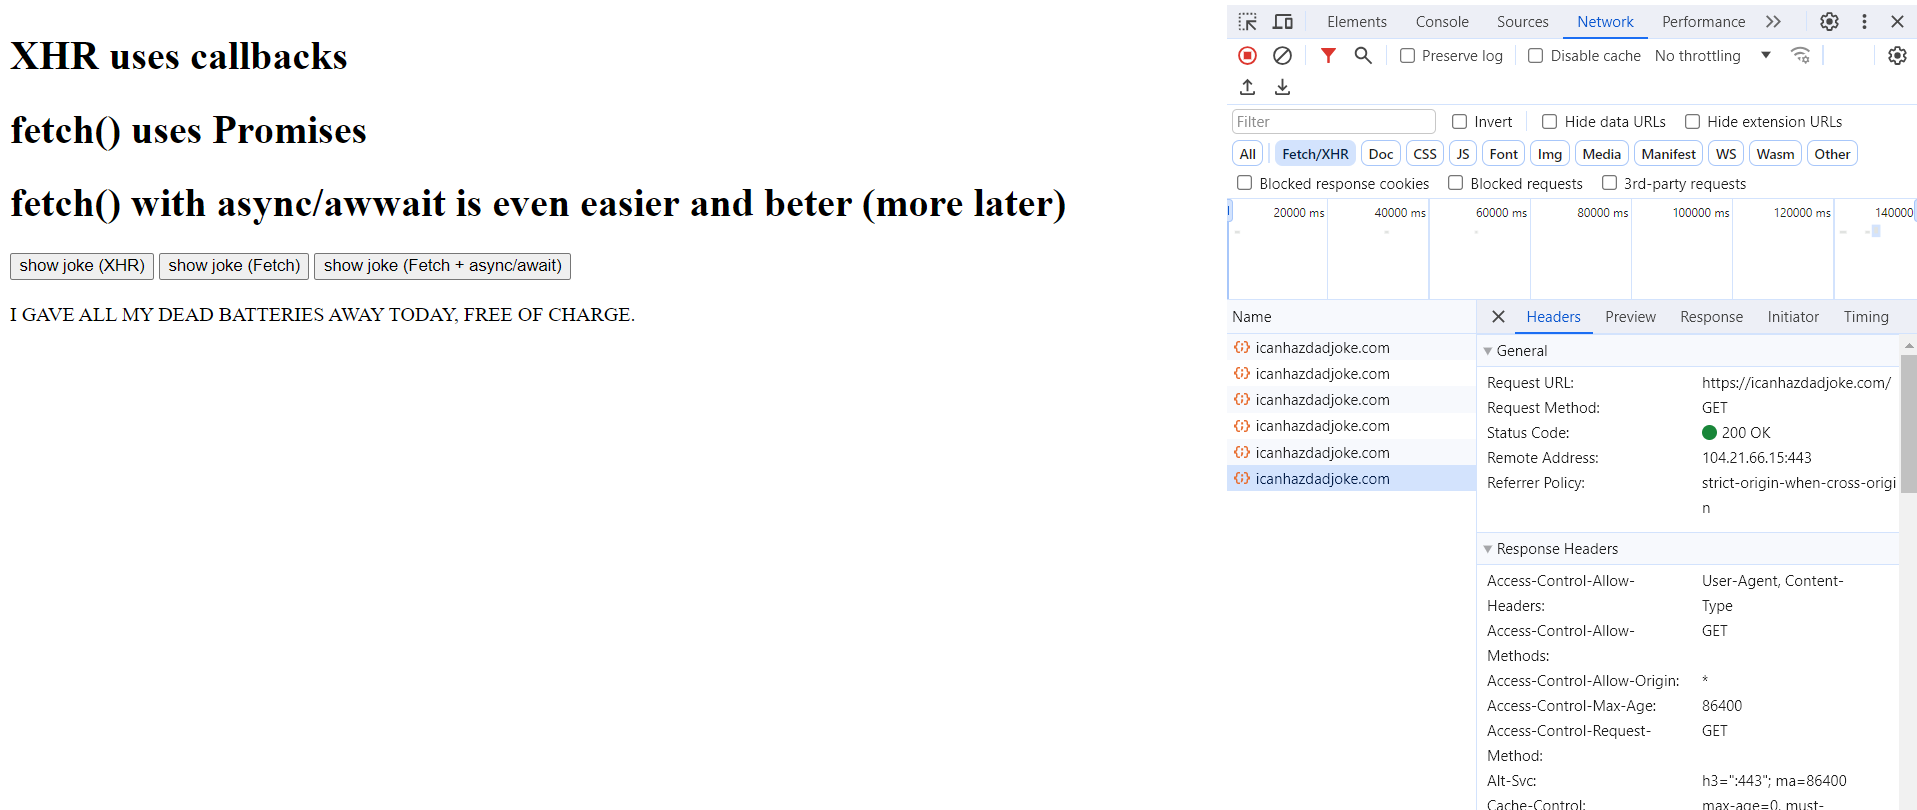 XHR uses callbacks
fetch() uses Promises
fetch() with async/awwait is even easier and beter (more later)
show joke (XHR) show joke (Fetch) show joke (Fetch + async/await)
I GAVE ALL MY DEAD BATTERIES AWAY TODAY, FREE OF CHARGE.
Elements Console Sources Network Performance
Preserve log Disable cache No throttling
Filter Invert Hide data URLs Hide extension URLs
All Fetch/XHR Doc CSS JS Font Img Media Manifest WS Wasm Other
Blocked response cookies Blocked requests 3rd-party requests
20000 ms 40000 ms 60000 ms 80000 ms 100000 ms 120000 ms 140000
Name
icanhazdadjoke.com
icanhazdadjoke.com
icanhazdadjoke.com
icanhazdadjoke.com
icanhazdadjoke.com
icanhazdadjoke.com
Headers Preview Response Initiator Timing
General
Request URL: https://icanhazdadjoke.com/
Request Method: GET
Status Code: 200 OK
Remote Address: 104.21.66.15:443
Referrer Policy: strict-origin-when-cross-origi
n
Response Headers
Access-Control-Allow- User-Agent, Content-
Headers: Type
Access-Control-Allow- GET
Methods:
Access-Control-Allow-Origin: *
Access-Control-Max-Age: 86400
Access-Control-Request- GET
Method:
Alt-Svc: h3=":443"; ma=86400
Cache-Control: max-age=0, must-